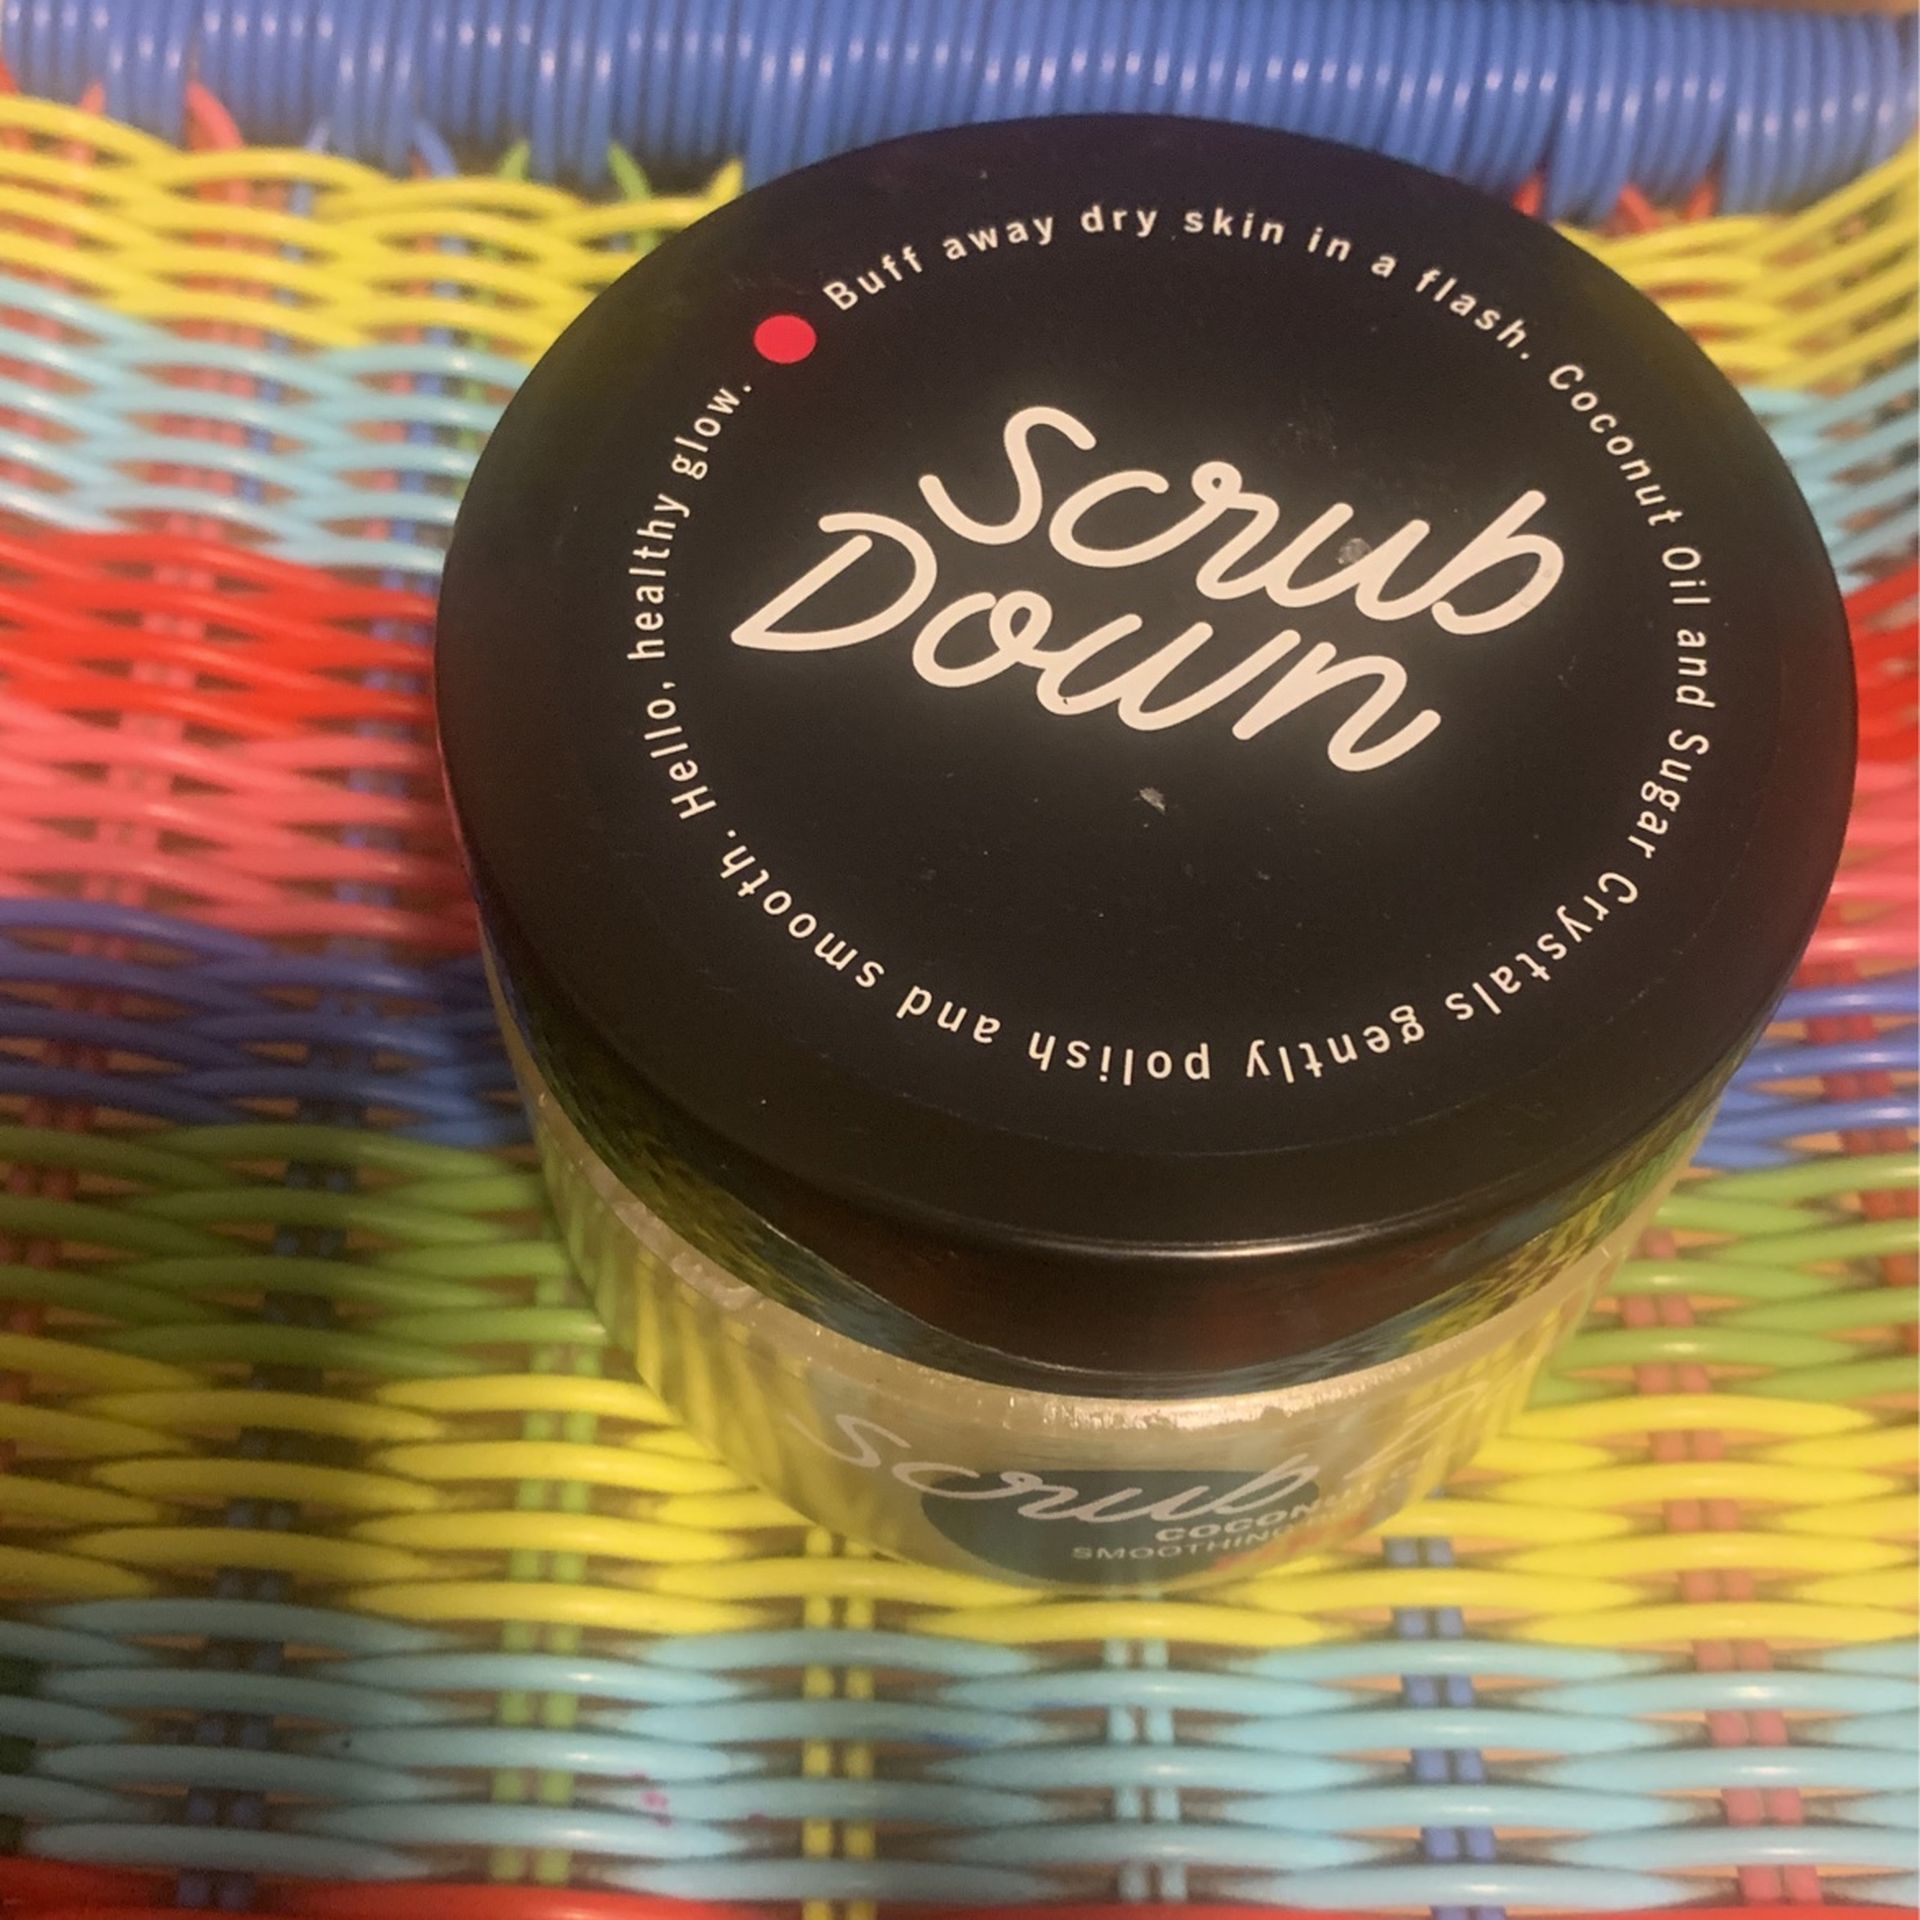 Buff away dry skin in a flash. Coconut Oil and Sugar Crystals gently polish and smooth. Hello, healthy glow.
Scrub
Down
Scrub
SMOOTHING